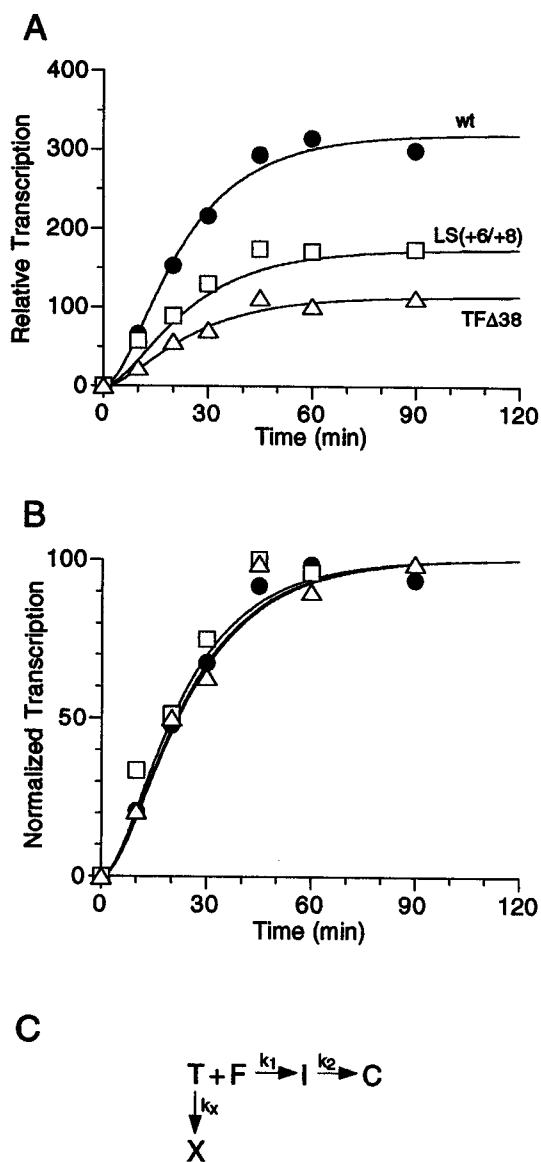 A
400
300
200
100
0
Relative Transcription
wt
LS(+6/+8)
TFΔ38
0 30 60 90 120
Time (min)
B
100
50
0
Normalized Transcription
0 30 60 90 120
Time (min)
C
T + F k₁ I k₂ C
kₓ
X